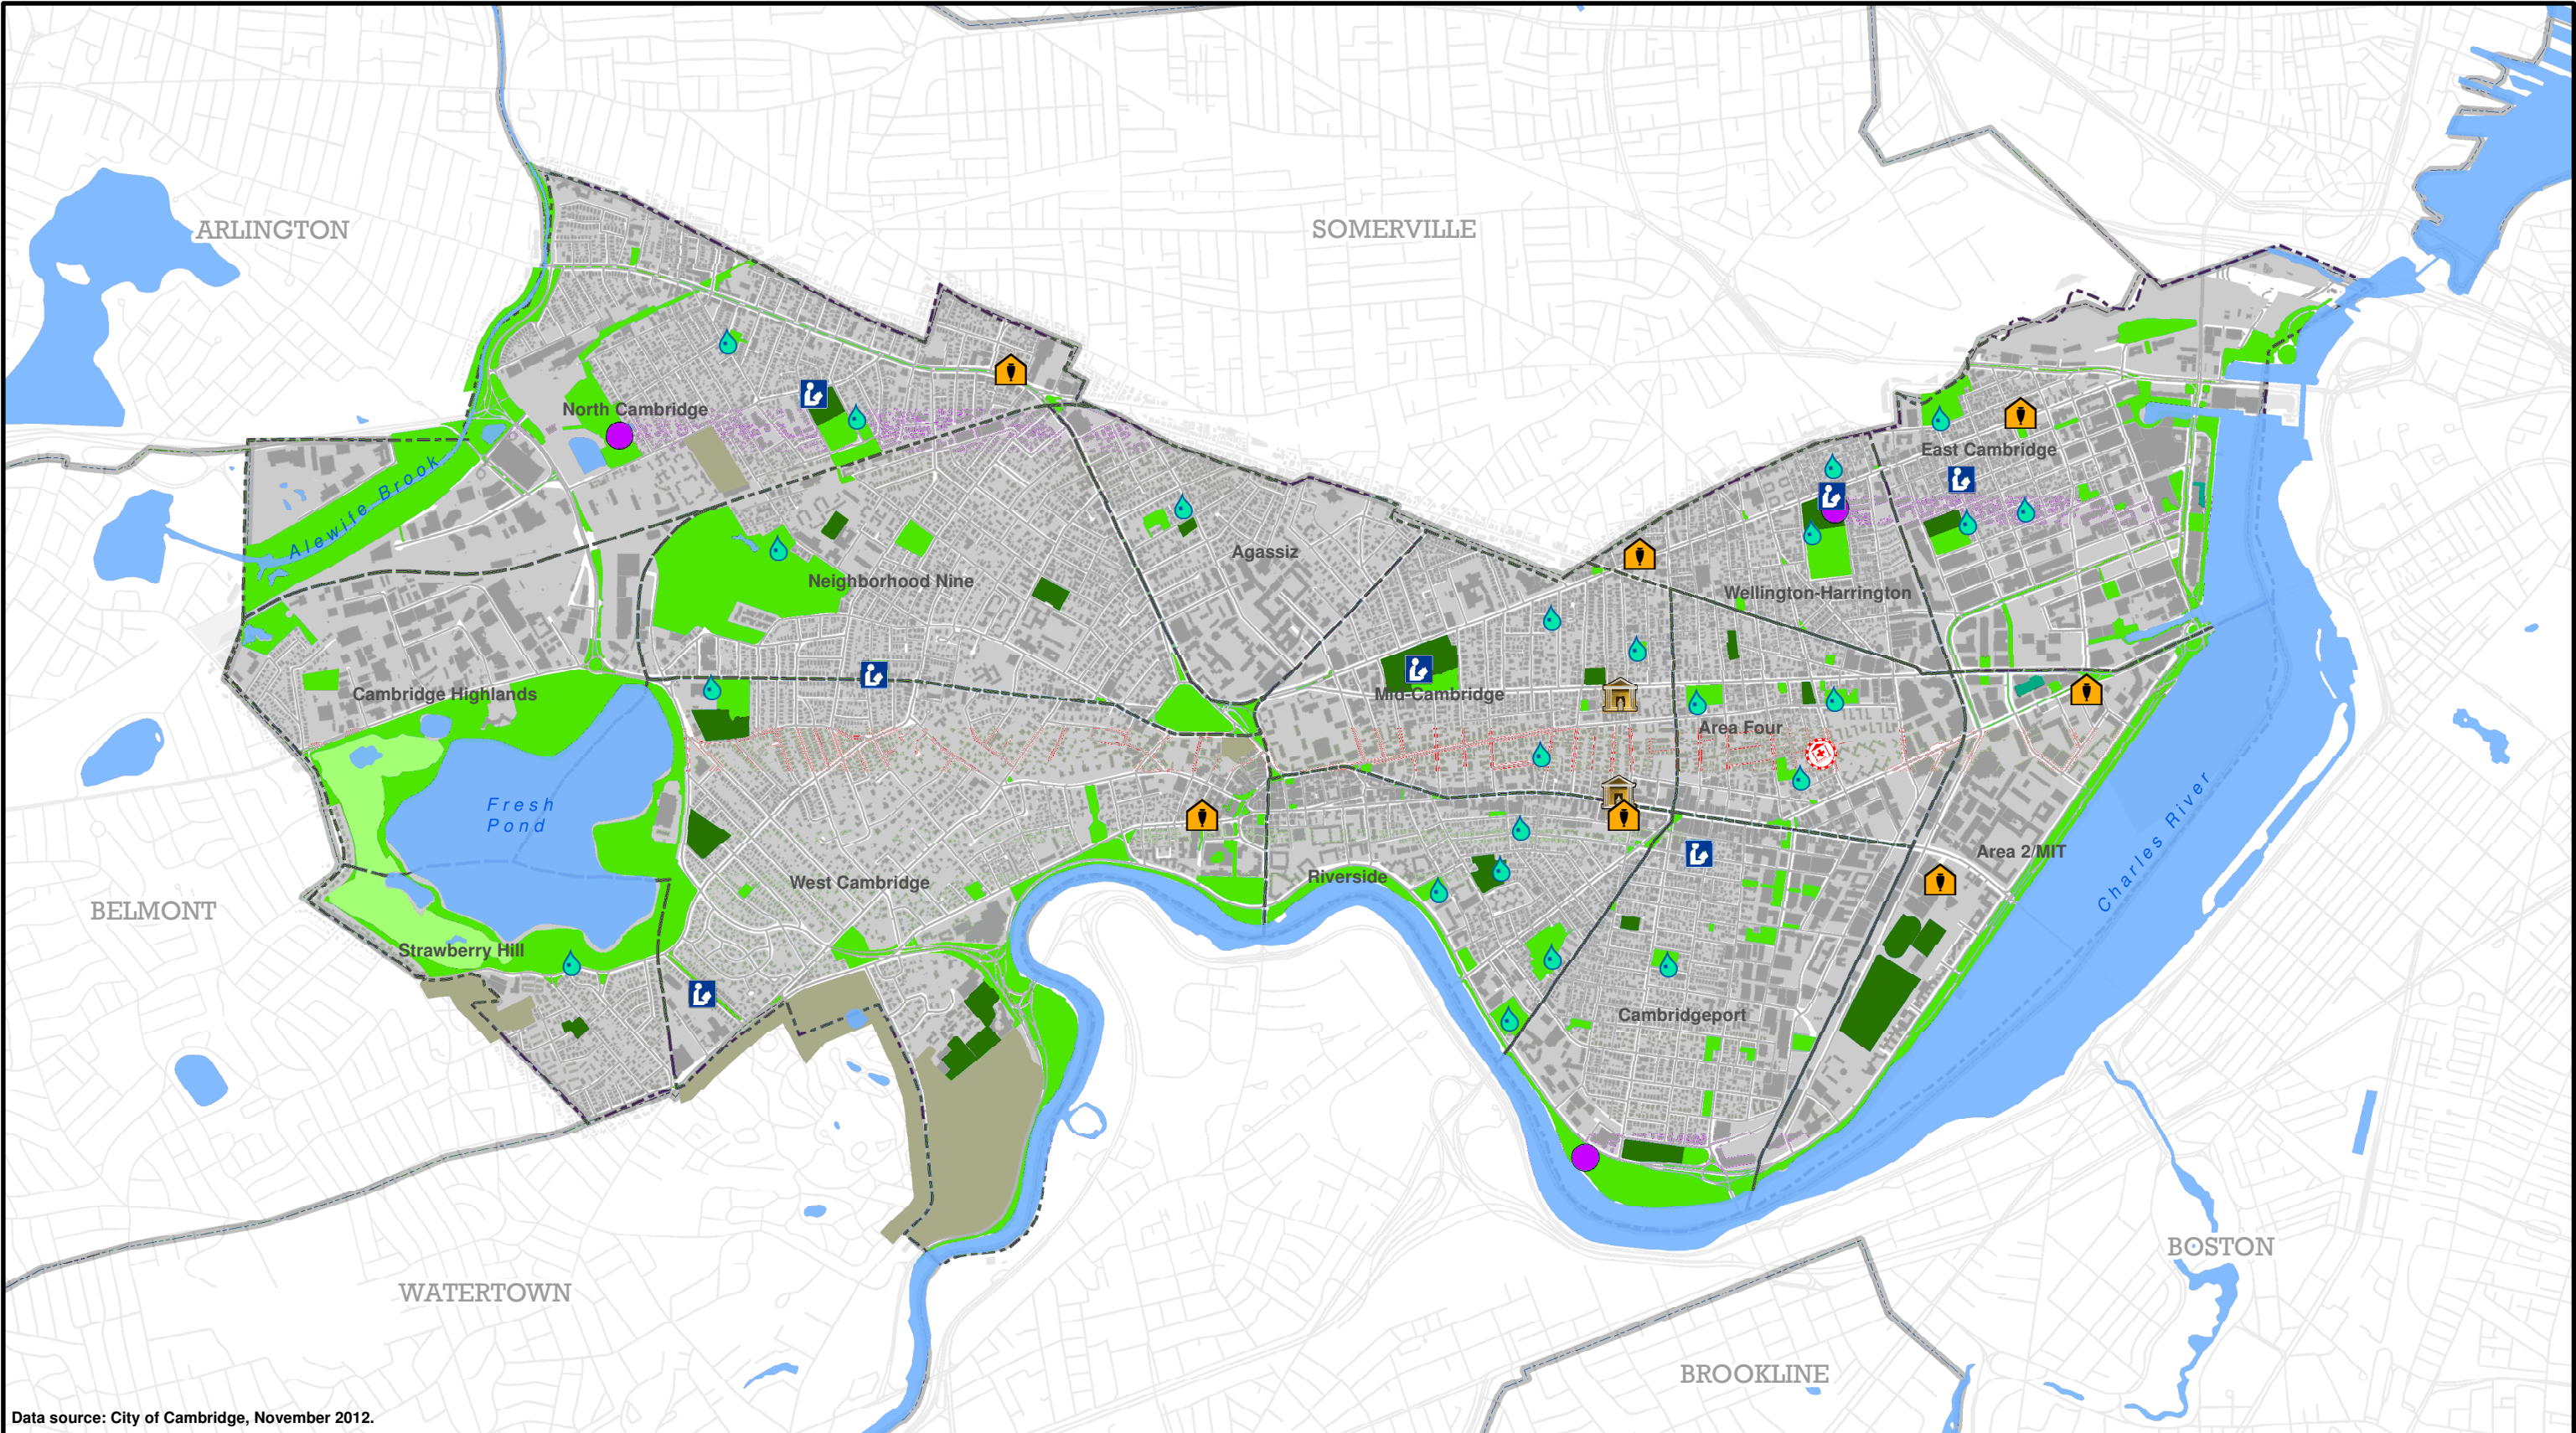 ARLINGTON
SOMERVILLE
North Cambridge
East Cambridge
Alewife Brook
Agassiz
Neighborhood Nine
Wellington-Harrington
Cambridge Highlands
Mid-Cambridge
Area Four
Fresh
Pond
Charles River
Area 2/MIT
Riverside
West Cambridge
BELMONT
Strawberry Hill
Cambridgeport
BOSTON
WATERTOWN
BROOKLINE
Data source: City of Cambridge, November 2012.